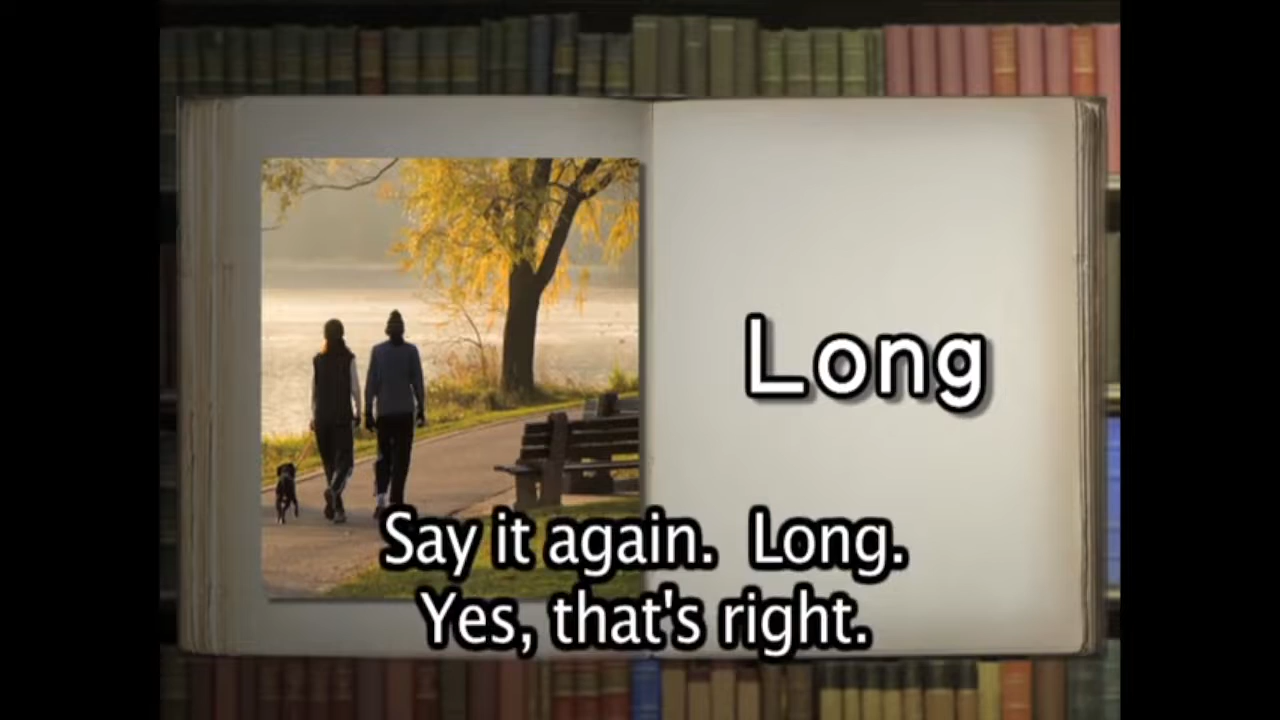 Long
Say it again.  Long.
Yes, that's right.